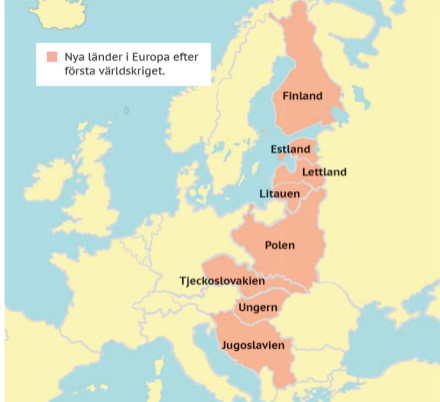 Nya länder i Europa efter
första världskriget.
Finland
Estland
Lettland
Litauen
Polen
Tjeckoslovakien
Ungern
Jugoslavien